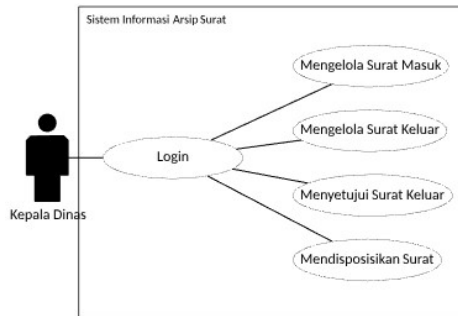 Sistem Informasi Arsip Surat
Mengelola Surat Masuk
Mengelola Surat Keluar
Login
Menyetujui Surat Keluar
Kepala Dinas
Mendisposisikan Surat